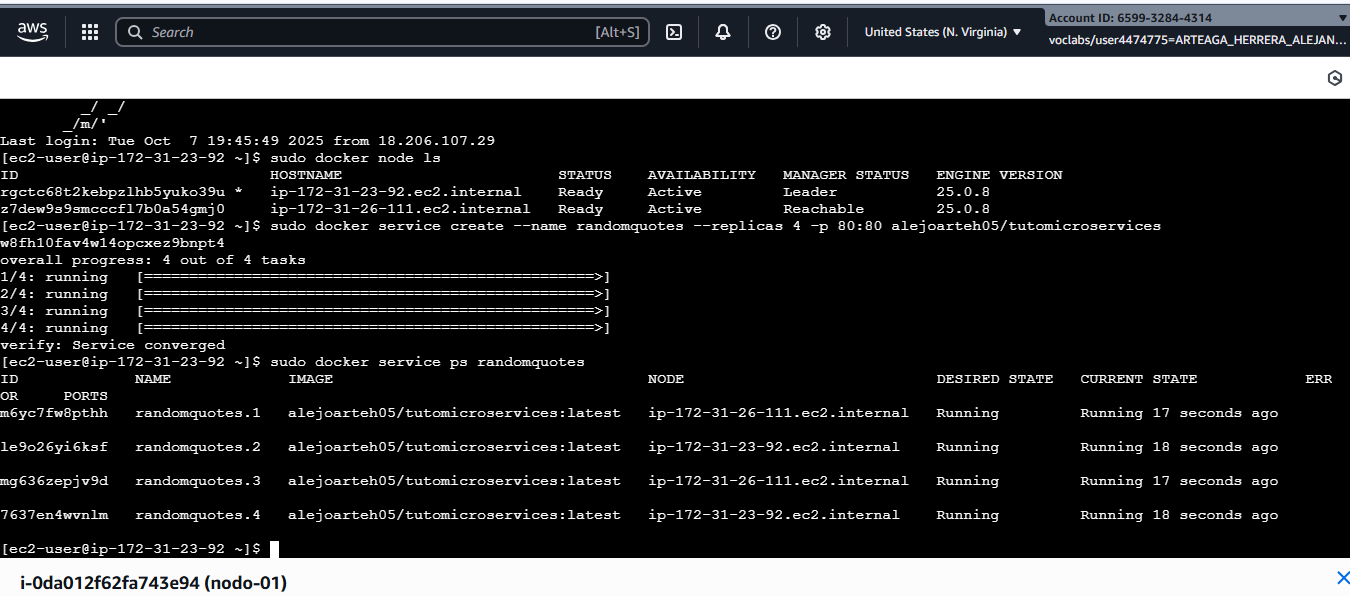 aws
Search [Alt+S]
United States (N. Virginia)
Account ID: 6599-3284-4314
voclabs/user4474775=ARTEAGA_HERRERA_ALEJAN...
_/ _/
_/m/'
Last login: Tue Oct  7 19:45:49 2025 from 18.206.107.29
[ec2-user@ip-172-31-23-92 ~]$ sudo docker node ls
ID                            HOSTNAME                        STATUS    AVAILABILITY   MANAGER STATUS   ENGINE VERSION
rgctc68t2kebpzlhb5yuko39u *   ip-172-31-23-92.ec2.internal    Ready     Active         Leader           25.0.8
z7dew9s9smcccfl7b0a54gmj0     ip-172-31-26-111.ec2.internal   Ready     Active         Reachable        25.0.8
[ec2-user@ip-172-31-23-92 ~]$ sudo docker service create --name randomquotes --replicas 4 -p 80:80 alejoarteh05/tutomicroservices
w8fh10fav4w14opcxez9bnpt4
overall progress: 4 out of 4 tasks
1/4: running   [==================================================>]
2/4: running   [==================================================>]
3/4: running   [==================================================>]
4/4: running   [==================================================>]
verify: Service converged
[ec2-user@ip-172-31-23-92 ~]$ sudo docker service ps randomquotes
ID             NAME             IMAGE                                   NODE                            DESIRED STATE   CURRENT STATE            ERR
OR     PORTS
m6yc7fw8pthh   randomquotes.1   alejoarteh05/tutomicroservices:latest   ip-172-31-26-111.ec2.internal   Running         Running 17 seconds ago
le9o26yi6ksf   randomquotes.2   alejoarteh05/tutomicroservices:latest   ip-172-31-23-92.ec2.internal    Running         Running 18 seconds ago
mg636zepjv9d   randomquotes.3   alejoarteh05/tutomicroservices:latest   ip-172-31-26-111.ec2.internal   Running         Running 17 seconds ago
7637en4wvnlm   randomquotes.4   alejoarteh05/tutomicroservices:latest   ip-172-31-23-92.ec2.internal    Running         Running 18 seconds ago
[ec2-user@ip-172-31-23-92 ~]$
i-0da012f62fa743e94 (nodo-01)